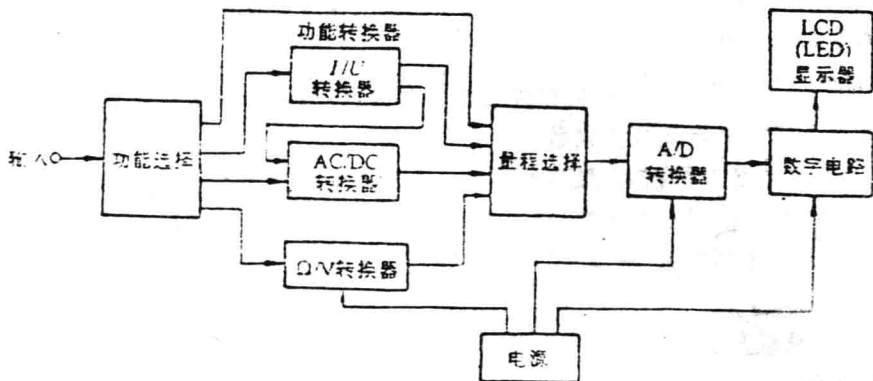 功能转换器
LCD
(LED)
显示器
I/U
转换器
输入
功能选择
AC/DC
转换器
量程选择
A/D
转换器
数字电路
Ω/V转换器
电源